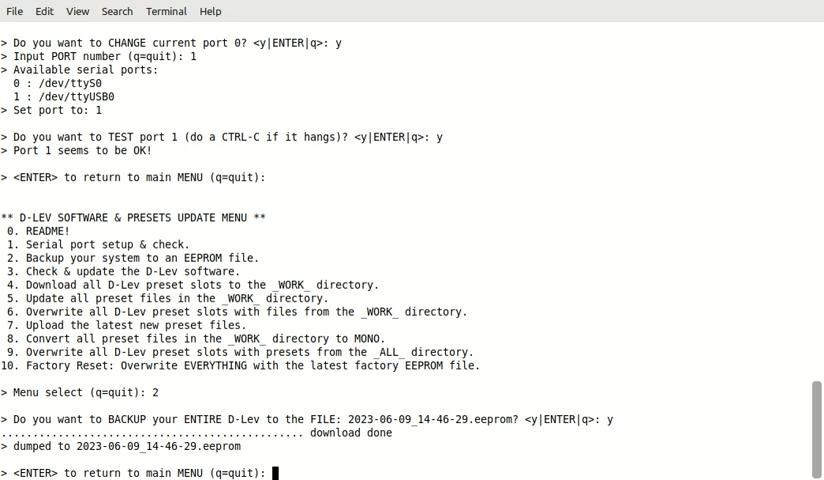 File Edit View Search Terminal Help
> Do you want to CHANGE current port 0? <y|ENTER|q>: y
> Input PORT number (q=quit): 1
> Available serial ports:
  0 : /dev/ttyS0
  1 : /dev/ttyUSB0
> Set port to: 1
> Do you want to TEST port 1 (do a CTRL-C if it hangs)? <y|ENTER|q>: y
> Port 1 seems to be OK!
> <ENTER> to return to main MENU (q=quit):
** D-LEV SOFTWARE & PRESETS UPDATE MENU **
 0. README!
 1. Serial port setup & check.
 2. Backup your system to an EEPROM file.
 3. Check & update the D-Lev software.
 4. Download all D-Lev preset slots to the _WORK_ directory.
 5. Update all preset files in the _WORK_ directory.
 6. Overwrite all D-Lev preset slots with files from the _WORK_ directory.
 7. Upload the latest new preset files.
 8. Convert all preset files in the _WORK_ directory to MONO.
 9. Overwrite all D-Lev preset slots with presets from the _ALL_ directory.
10. Factory Reset: Overwrite EVERYTHING with the latest factory EEPROM file.
> Menu select (q=quit): 2
> Do you want to BACKUP your ENTIRE D-Lev to the FILE: 2023-06-09_14-46-29.eeprom? <y|ENTER|q>: y
................................................ download done
> dumped to 2023-06-09_14-46-29.eeprom
> <ENTER> to return to main MENU (q=quit):